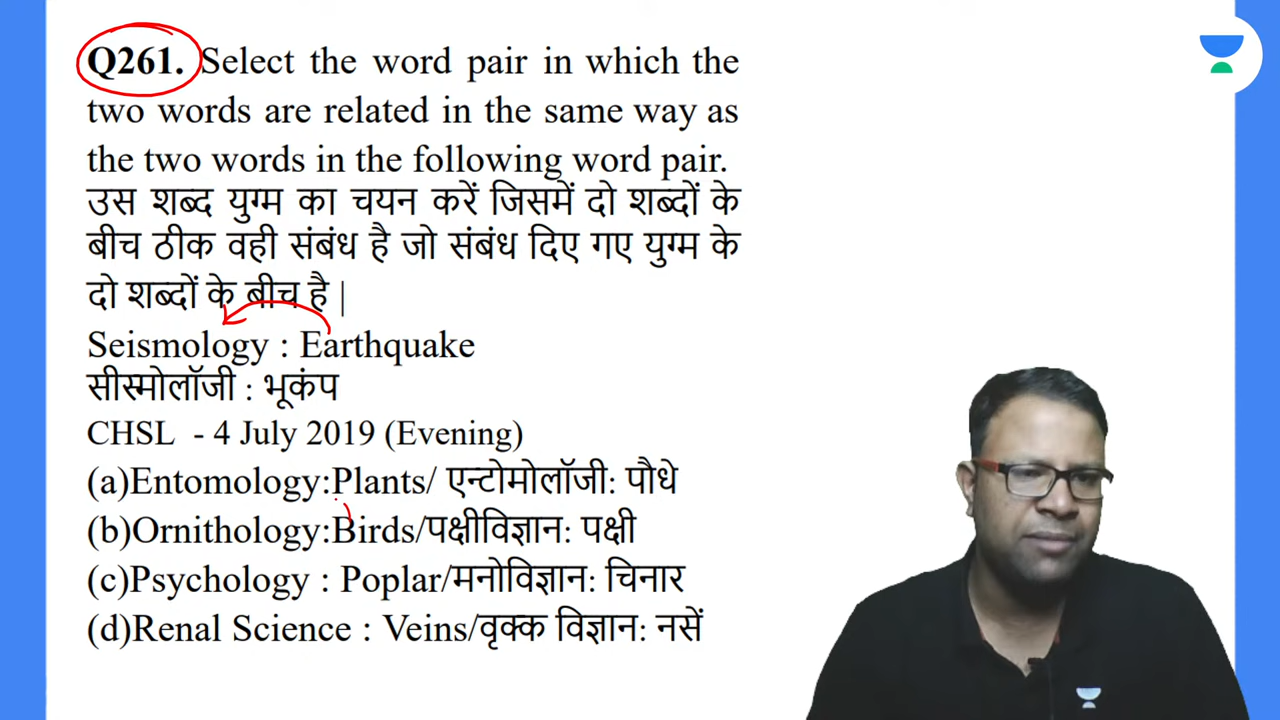 Q261. Select the word pair in which the
two words are related in the same way as
the two words in the following word pair.
उस शब्द युग्म का चयन करें जिसमें दो शब्दों के
बीच ठीक वही संबंध है जो संबंध दिए गए युग्म के
दो शब्दों के बीच है |
Seismology : Earthquake
सीस्मोलॉजी : भूकंप
CHSL - 4 July 2019 (Evening)
(a)Entomology:Plants/ एन्टोमोलॉजी: पौधे
(b)Ornithology:Birds/पक्षीविज्ञान: पक्षी
(c)Psychology : Poplar/मनोविज्ञान: चिनार
(d)Renal Science : Veins/वृक्क विज्ञान: नसें